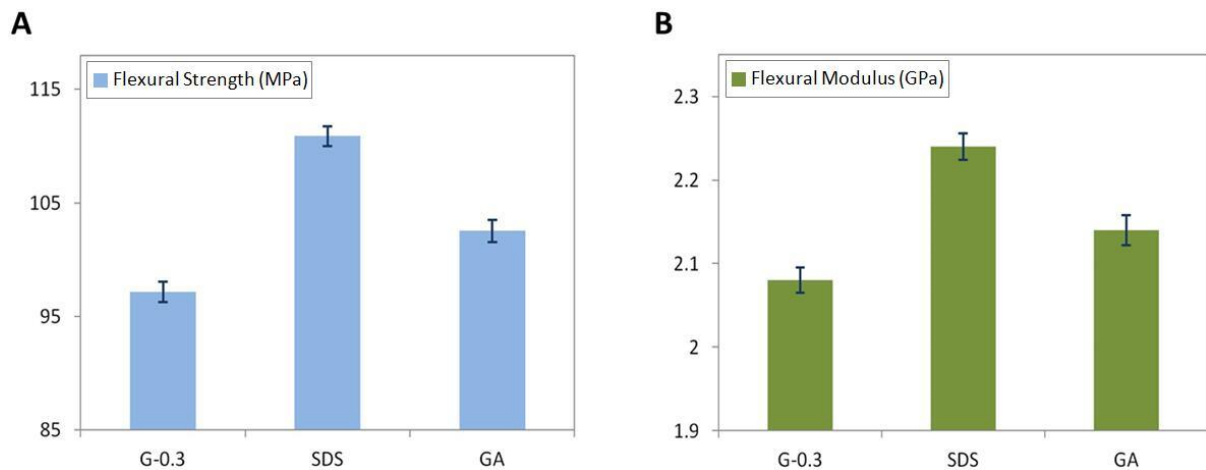 A
Flexural Strength (MPa)
115
105
95
85
G-0.3 SDS GA
B
Flexural Modulus (GPa)
2.3
2.2
2.1
2
1.9
G-0.3 SDS GA